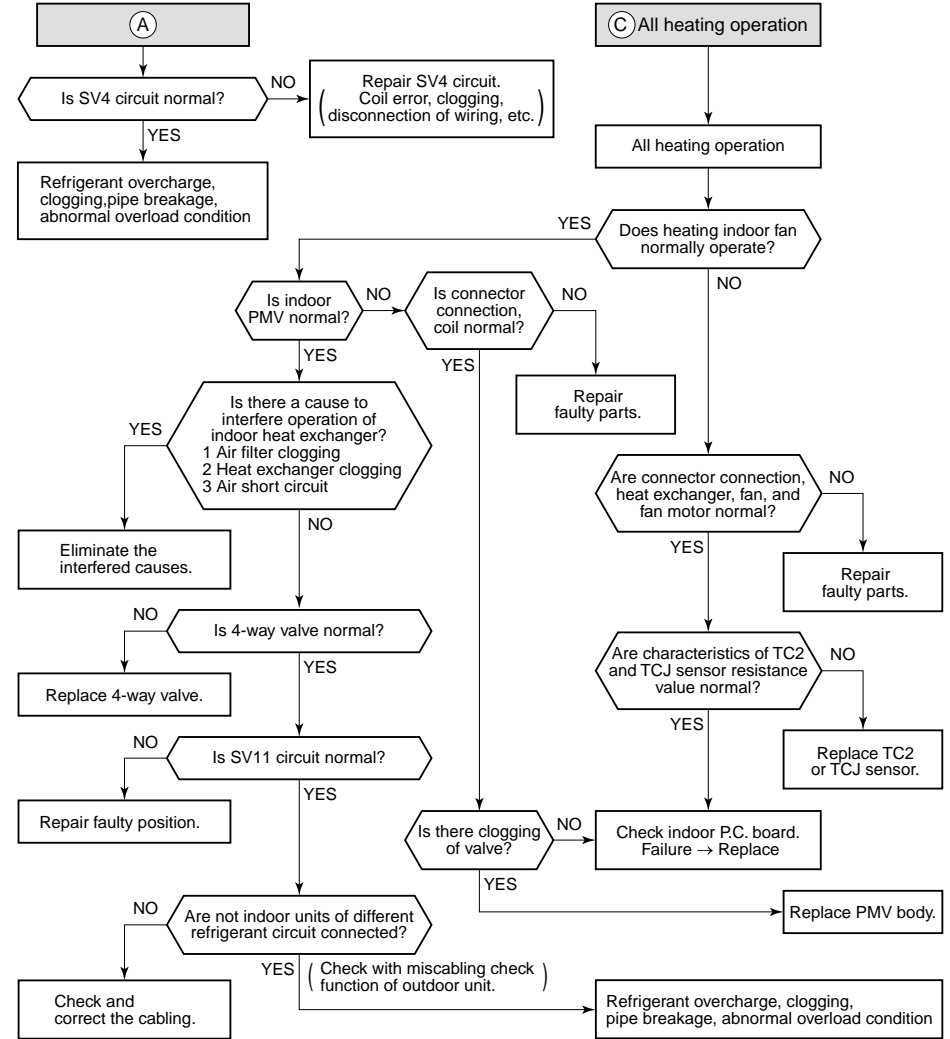 A
C All heating operation
Is SV4 circuit normal?
NO
Repair SV4 circuit.
( Coil error, clogging,
disconnection of wiring, etc. )
YES
Refrigerant overcharge,
clogging,pipe breakage,
abnormal overload condition
All heating operation
Does heating indoor fan
normally operate?
YES
NO
Is indoor
PMV normal?
NO
Is connector
connection,
coil normal?
NO
YES
YES
Repair
faulty parts.
Is there a cause to
interfere operation of
indoor heat exchanger?
1 Air filter clogging
2 Heat exchanger clogging
3 Air short circuit
YES
NO
Eliminate the
interfered causes.
Are connector connection,
heat exchanger, fan, and
fan motor normal?
NO
YES
Repair
faulty parts.
Is 4-way valve normal?
NO
YES
Replace 4-way valve.
Are characteristics of TC2
and TCJ sensor resistance
value normal?
NO
YES
Replace TC2
or TCJ sensor.
Is SV11 circuit normal?
NO
YES
Repair faulty position.
Is there clogging
of valve?
NO
YES
Check indoor P.C. board.
Failure → Replace
Replace PMV body.
Are not indoor units of different
refrigerant circuit connected?
NO
YES
( Check with miscabling check
function of outdoor unit. )
Check and
correct the cabling.
Refrigerant overcharge, clogging,
pipe breakage, abnormal overload condition